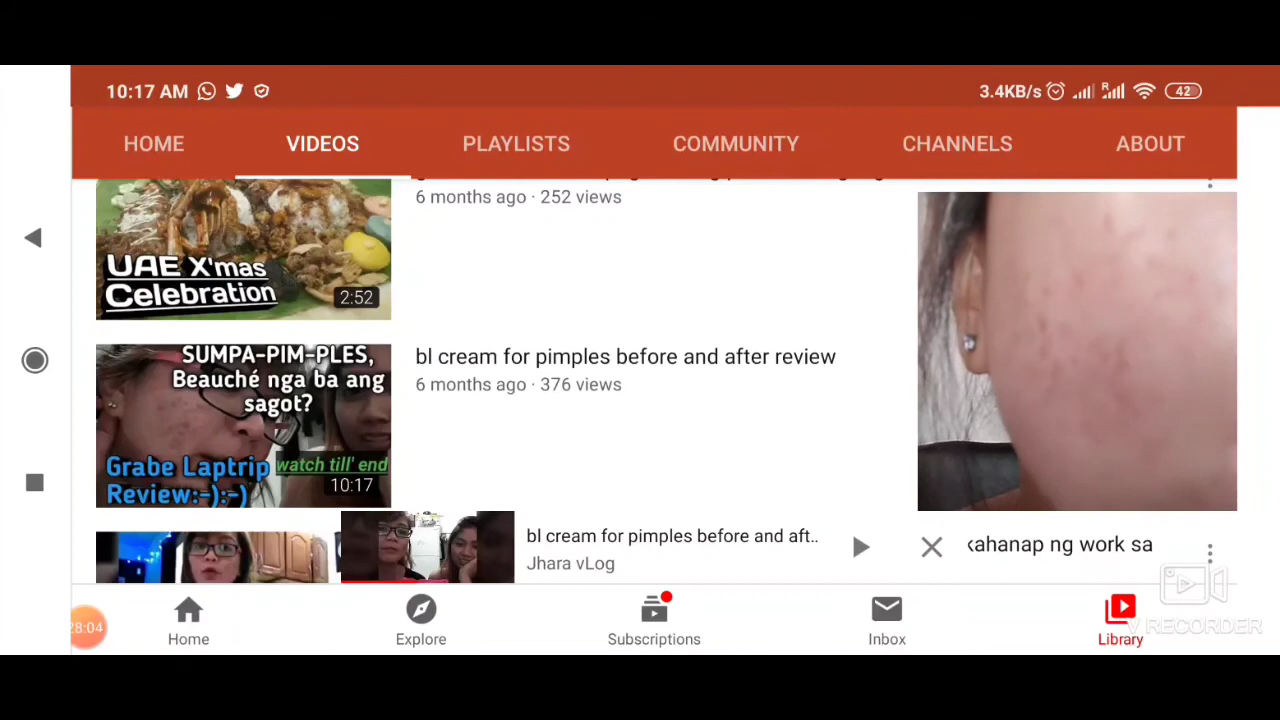 10:17 AM
3.4KB/s
R
42
HOME
VIDEOS
PLAYLISTS
COMMUNITY
CHANNELS
ABOUT
6 months ago · 252 views
UAE X'mas
Celebration
2:52
SUMPA-PIM-PLES,
Beauché nga ba ang
sagot?
Grabe Laptrip
Review:-):-)
watch till' end
10:17
bl cream for pimples before and after review
6 months ago · 376 views
bl cream for pimples before and aft..
Jhara vLog
kahanap ng work sa
28:04
Home
Explore
Subscriptions
Inbox
Library
V RECORDER